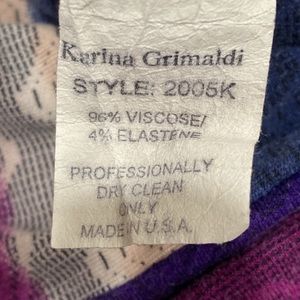 Karina Grimaldi
STYLE: 2005K
96% VISCOSE/
4% ELASTENE
PROFESSIONALLY
DRY CLEAN
ONLY
MADE IN U.S.A.